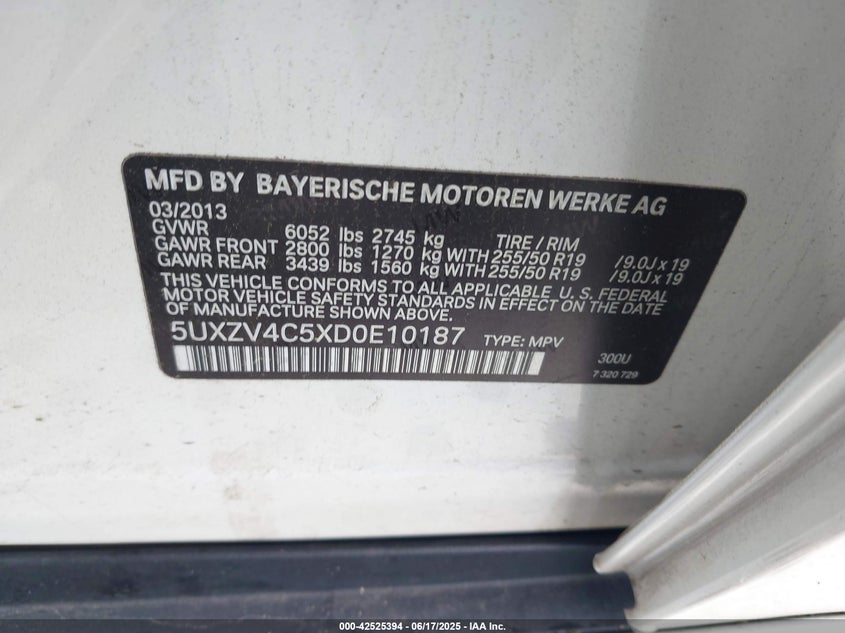 MFD BY BAYERISCHE MOTOREN WERKE AG
03/2013
GVWR 6052 lbs 2745 kg TIRE / RIM
GAWR FRONT 2800 lbs 1270 kg WITH 255/50 R19 /9.0J x 19
GAWR REAR 3439 lbs 1560 kg WITH 255/50 R19 /9.0J x 19
THIS VEHICLE CONFORMS TO ALL APPLICABLE U. S. FEDERAL
MOTOR VEHICLE SAFETY STANDARDS IN EFFECT ON THE DATE
OF MANUFACTURE SHOWN ABOVE.
5UXZV4C5XD0E10187 TYPE: MPV
300U
7 320 729
000-42525394 | 06/17/2025 - IAA Inc.